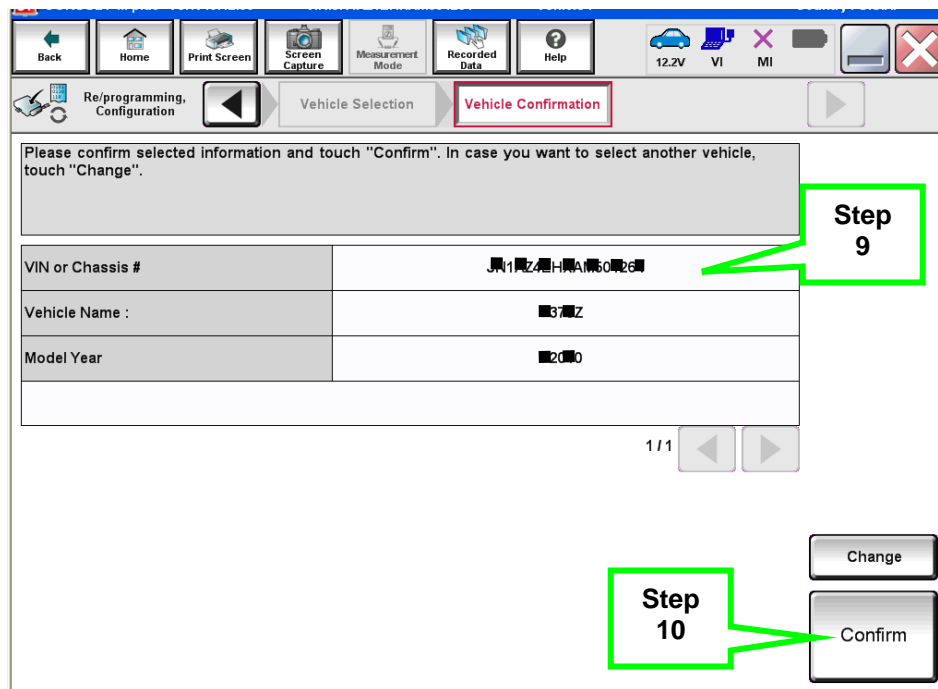 Back
Home
Print Screen
Screen
Capture
Measurement
Mode
Recorded
Data
Help
12.2V
VI
MI
Re/programming,
Configuration
Vehicle Selection
Vehicle Confirmation
Please confirm selected information and to uch "Confirm". In case you want to select another vehicle,
touch "Change".
Step
9
VIN or Chassis #
Vehicle Name :
Model Year
1/1
Change
Step
10
Confirm